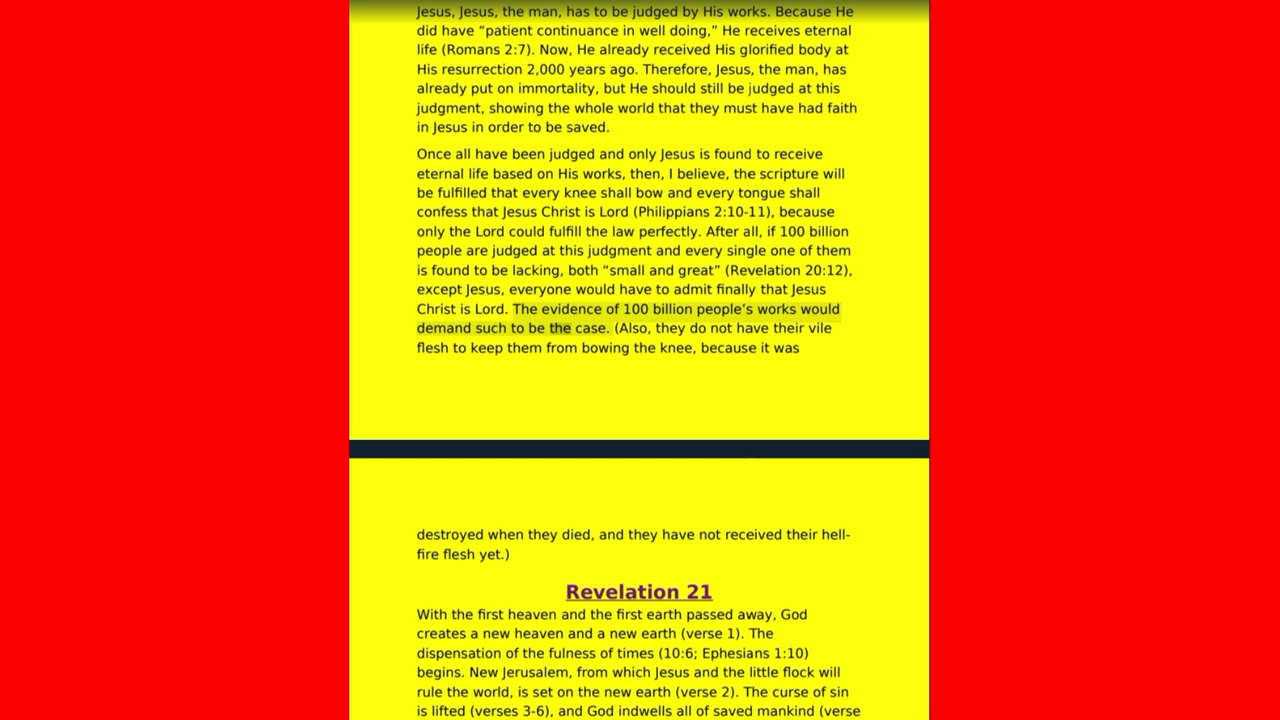 Jesus, Jesus, the man, has to be judged by His works. Because He
did have “patient continuance in well doing,” He receives eternal
life (Romans 2:7). Now, He already received His glorified body at
His resurrection 2,000 years ago. Therefore, Jesus, the man, has
already put on immortality, but He should still be judged at this
judgment, showing the whole world that they must have had faith
in Jesus in order to be saved.
Once all have been judged and only Jesus is found to receive
eternal life based on His works, then, I believe, the scripture will
be fulfilled that every knee shall bow and every tongue shall
confess that Jesus Christ is Lord (Philippians 2:10-11), because
only the Lord could fulfill the law perfectly. After all, if 100 billion
people are judged at this judgment and every single one of them
is found to be lacking, both “small and great” (Revelation 20:12),
except Jesus, everyone would have to admit finally that Jesus
Christ is Lord. The evidence of 100 billion people’s works would
demand such to be the case. (Also, they do not have their vile
flesh to keep them from bowing the knee, because it was
destroyed when they died, and they have not received their hell-
fire flesh yet.)
Revelation 21
With the first heaven and the first earth passed away, God
creates a new heaven and a new earth (verse 1). The
dispensation of the fulness of times (10:6; Ephesians 1:10)
begins. New Jerusalem, from which Jesus and the little flock will
rule the world, is set on the new earth (verse 2). The curse of sin
is lifted (verses 3-6), and God indwells all of saved mankind (verse